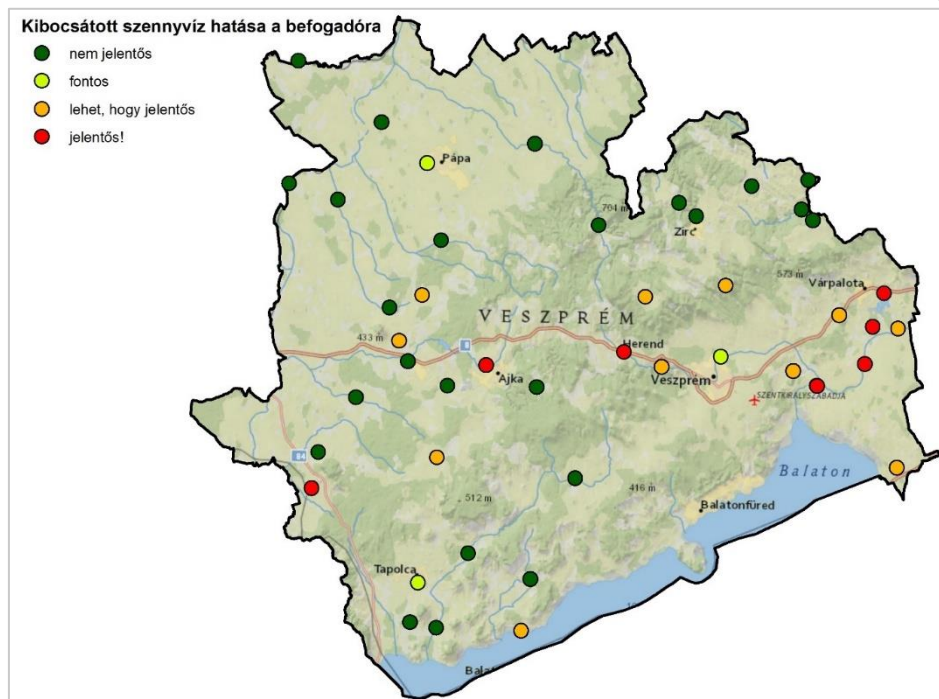 Kibocsátott szennyvíz hatása a befogadóra
nem jelentős
fontos
lehet, hogy jelentős
jelentős!
Pápa
704 m
Zirc
573 m
Várpalota
VESZPRÉM
433 m
8
Herend
Ajka
Veszprém
SZENTKIRÁLYSZABADJA
84
Balaton
416 m
512 m
Balatonfüred
Tapolca